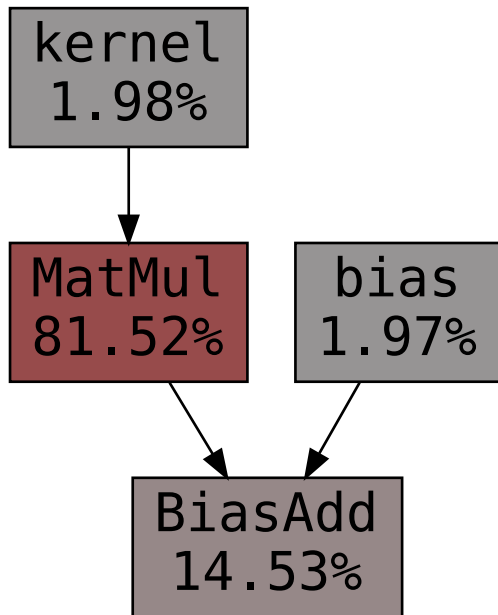 kernel
1.98%
MatMul
81.52%
bias
1.97%
BiasAdd
14.53%